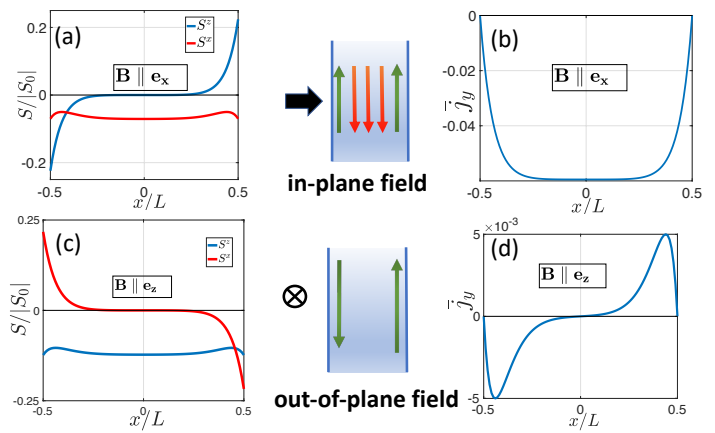 (a)
S^z
S^x
0.2
0
-0.2
S/|S_0|
B ∥ e_x
-0.5
0
0.5
x/L
in-plane field
(b)
0
-0.02
-0.04
j̄_y
B ∥ e_x
-0.5
0
0.5
x/L
(c)
S^z
S^x
0.25
0
-0.25
S/|S_0|
B ∥ e_z
-0.5
0
0.5
x/L
out-of-plane field
(d)
×10^-3
5
0
-5
j̄_y
B ∥ e_z
-0.5
0
0.5
x/L